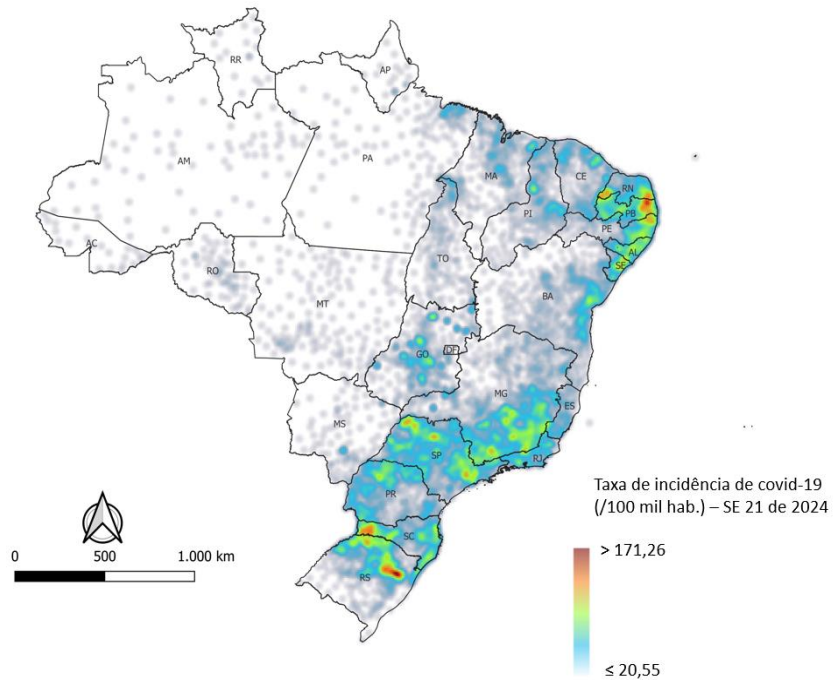 RR
AP
AM
PA
MA
CE
RN
PB
PE
AL
SE
PI
AC
RO
TO
BA
MT
GO
DF
MG
ES
MS
SP
RJ
PR
SC
RS
Taxa de incidência de covid-19
(/100 mil hab.) – SE 21 de 2024
> 171,26
≤ 20,55
0 500 1.000 km